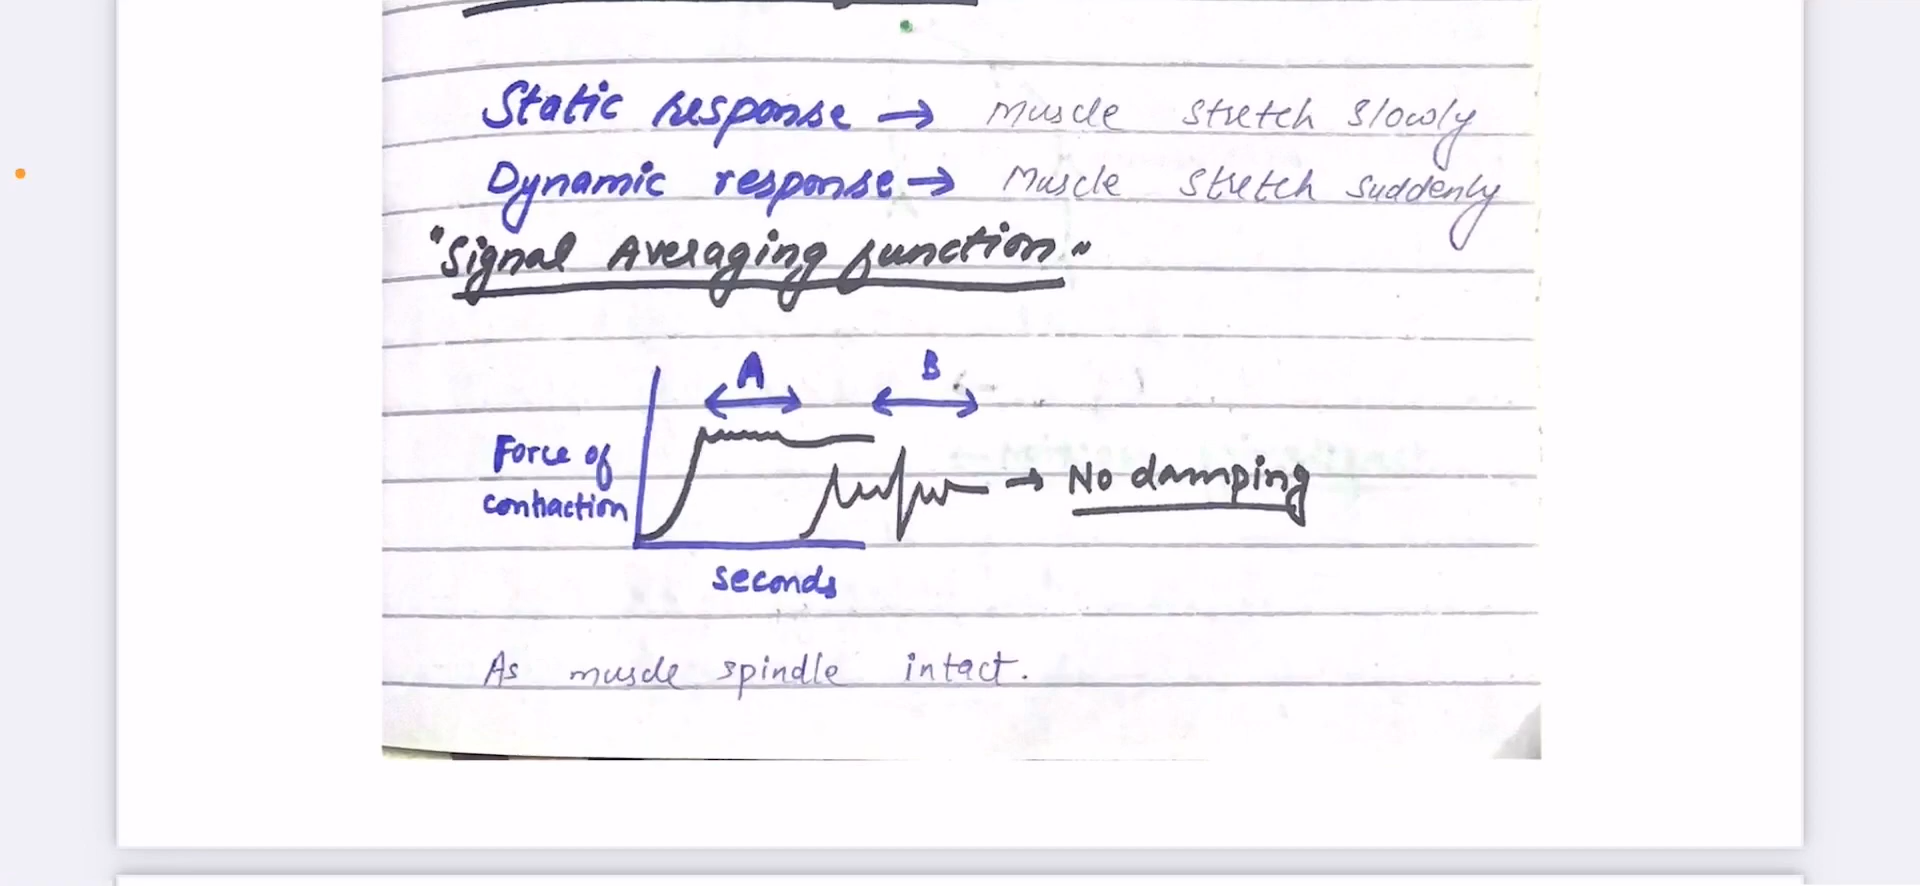 Static response → Muscle stretch slowly
Dynamic response → Muscle stretch suddenly
"Signal Averaging function"
A B
Force of
contraction
→ No damping
seconds
As muscle spindle intact.